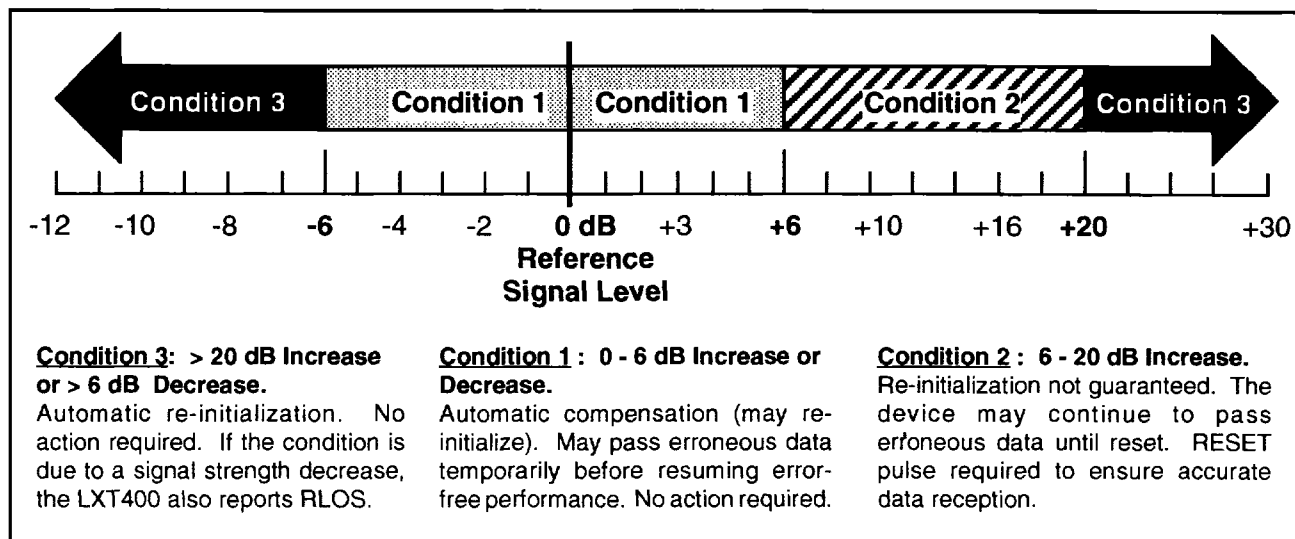 Condition 3 Condition 1 Condition 1 Condition 2 Condition 3
-12 -10 -8 -6 -4 -2 0 dB +3 +6 +10 +16 +20 +30
Reference
Signal Level
Condition 3: > 20 dB Increase
or > 6 dB Decrease.
Automatic re-initialization. No
action required. If the condition is
due to a signal strength decrease,
the LXT400 also reports RLOS.
Condition 1 : 0 - 6 dB Increase or
Decrease.
Automatic compensation (may re-
initialize). May pass erroneous data
temporarily before resuming error-
free performance. No action required.
Condition 2 : 6 - 20 dB Increase.
Re-initialization not guaranteed. The
device may continue to pass
erroneous data until reset. RESET
pulse required to ensure accurate
data reception.